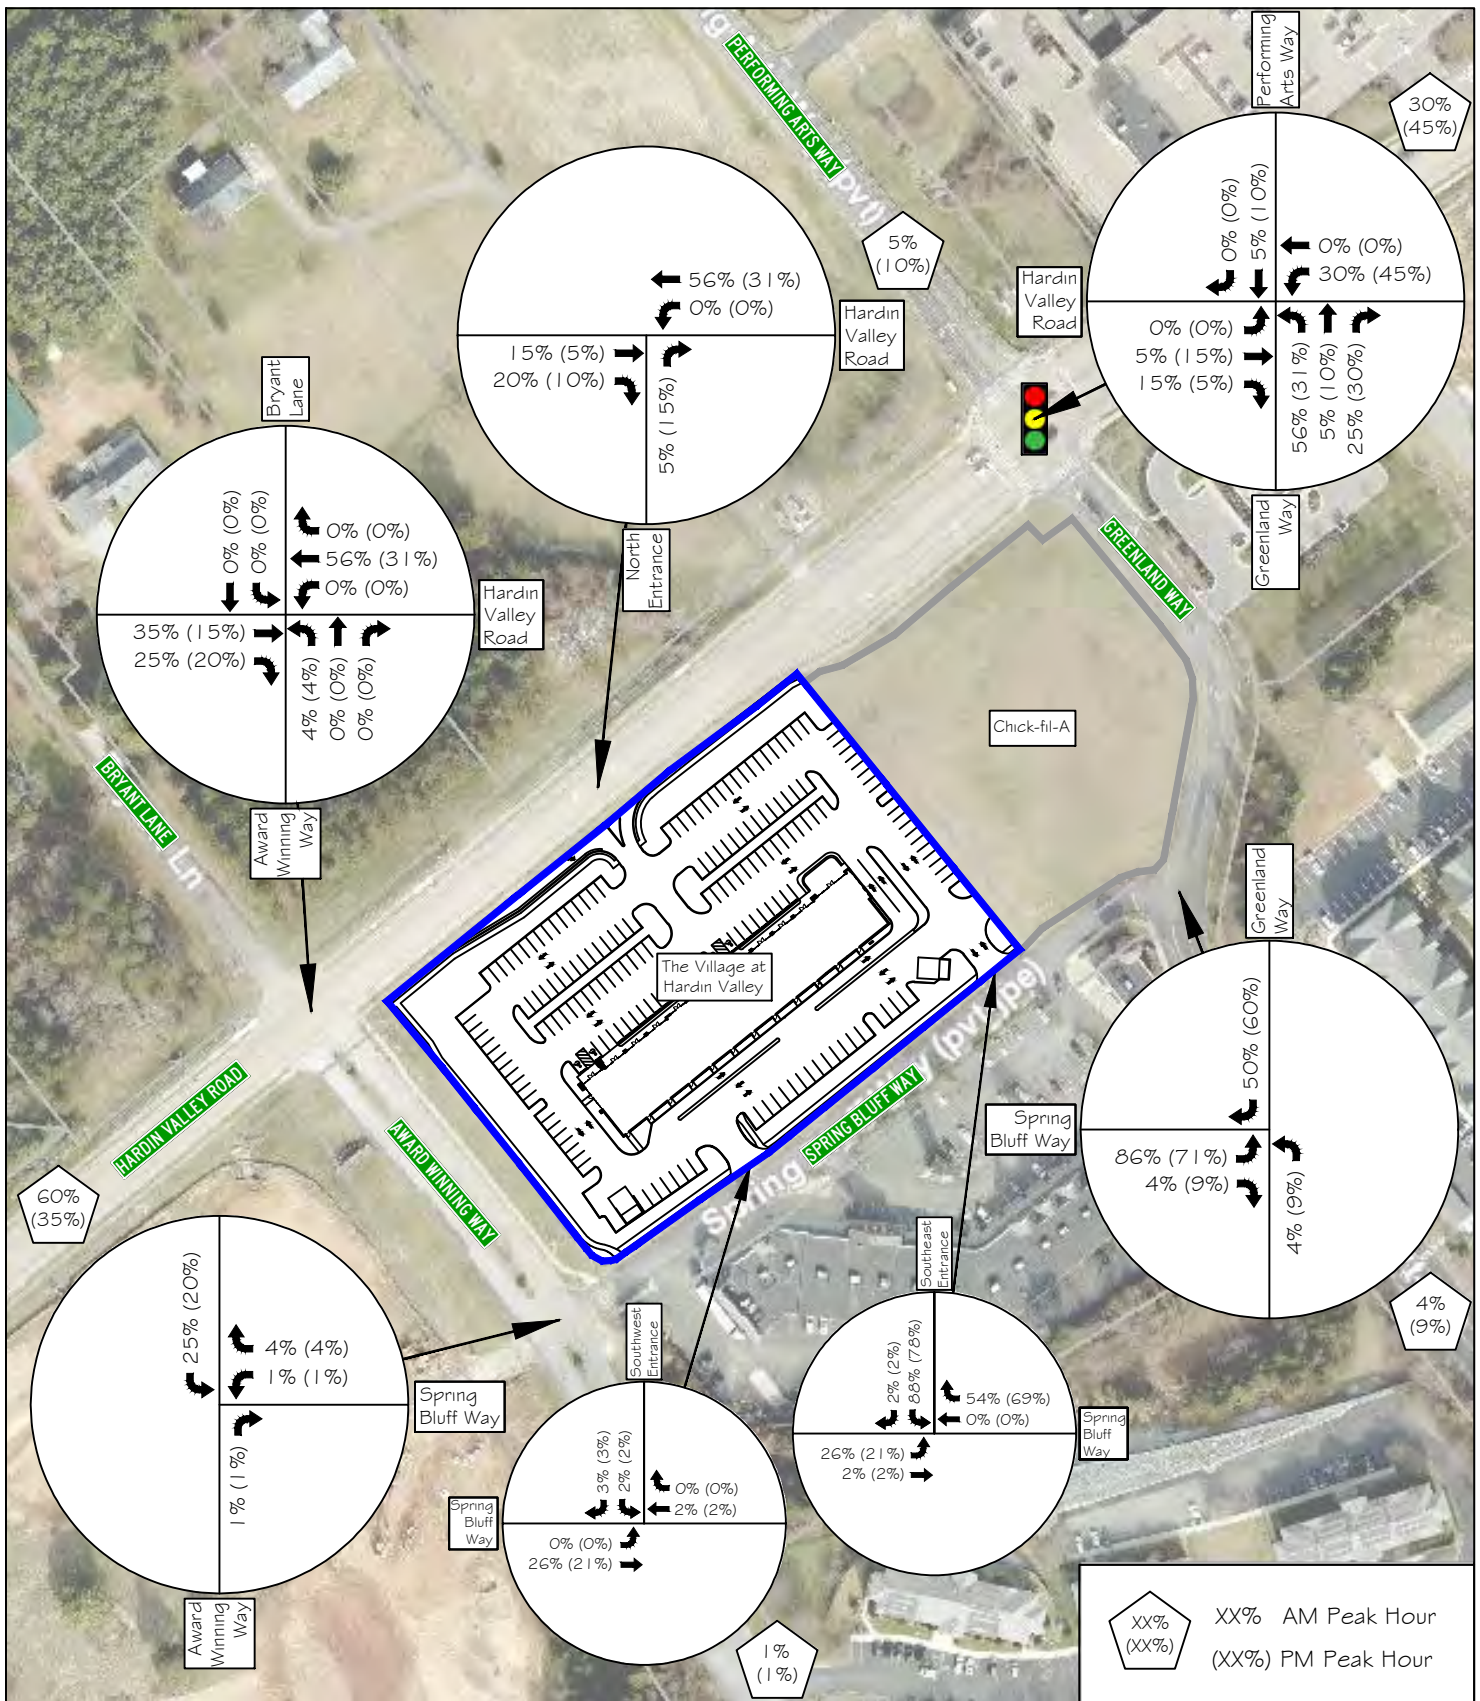 PERFORMING ARTS WAY
pvt)
5%
(10%)
Performing
Arts Way
30%
(45%)
0% (0%)
5% (10%)
0% (0%)
30% (45%)
Hardin
Valley
Road
0% (0%)
5% (15%)
15% (5%)
56% (31%)
5% (10%)
25% (30%)
Greenland
Way
56% (31%)
0% (0%)
Hardin
Valley
Road
15% (5%)
20% (10%)
5% (15%)
North
Entrance
Bryant
Lane
0% (0%)
0% (0%)
0% (0%)
56% (31%)
0% (0%)
Hardin
Valley
Road
35% (15%)
25% (20%)
4% (4%)
0% (0%)
0% (0%)
Award
Winning
Way
GREENLAND WAY
Chick-fil-A
BRYANT LANE
Ln
The Village at
Hardin Valley
Greenland
Way
50% (60%)
Spring
Bluff Way
86% (71%)
4% (9%)
4% (9%)
4%
(9%)
HARDIN VALLEY ROAD
AWARD WINNING WAY
SPRING BLUFF WAY
Spring
Way (pvt
pe)
60%
(35%)
25% (20%)
4% (4%)
1% (1%)
Spring
Bluff Way
1% (1%)
Award
Winning
Way
Southwest
Entrance
3% (3%)
2% (2%)
0% (0%)
2% (2%)
Spring
Bluff
Way
0% (0%)
26% (21%)
Southeast
Entrance
2% (2%)
88% (78%)
54% (69%)
0% (0%)
Spring
Bluff
Way
26% (21%)
2% (2%)
1%
(1%)
XX%
(XX%)
XX% AM Peak Hour
(XX%) PM Peak Hour